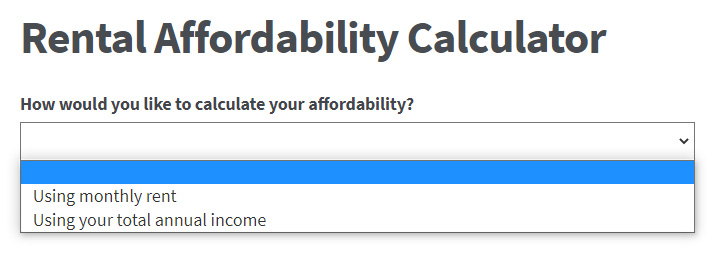 Rental Affordability Calculator
How would you like to calculate your affordability?
Using monthly rent
Using your total annual income